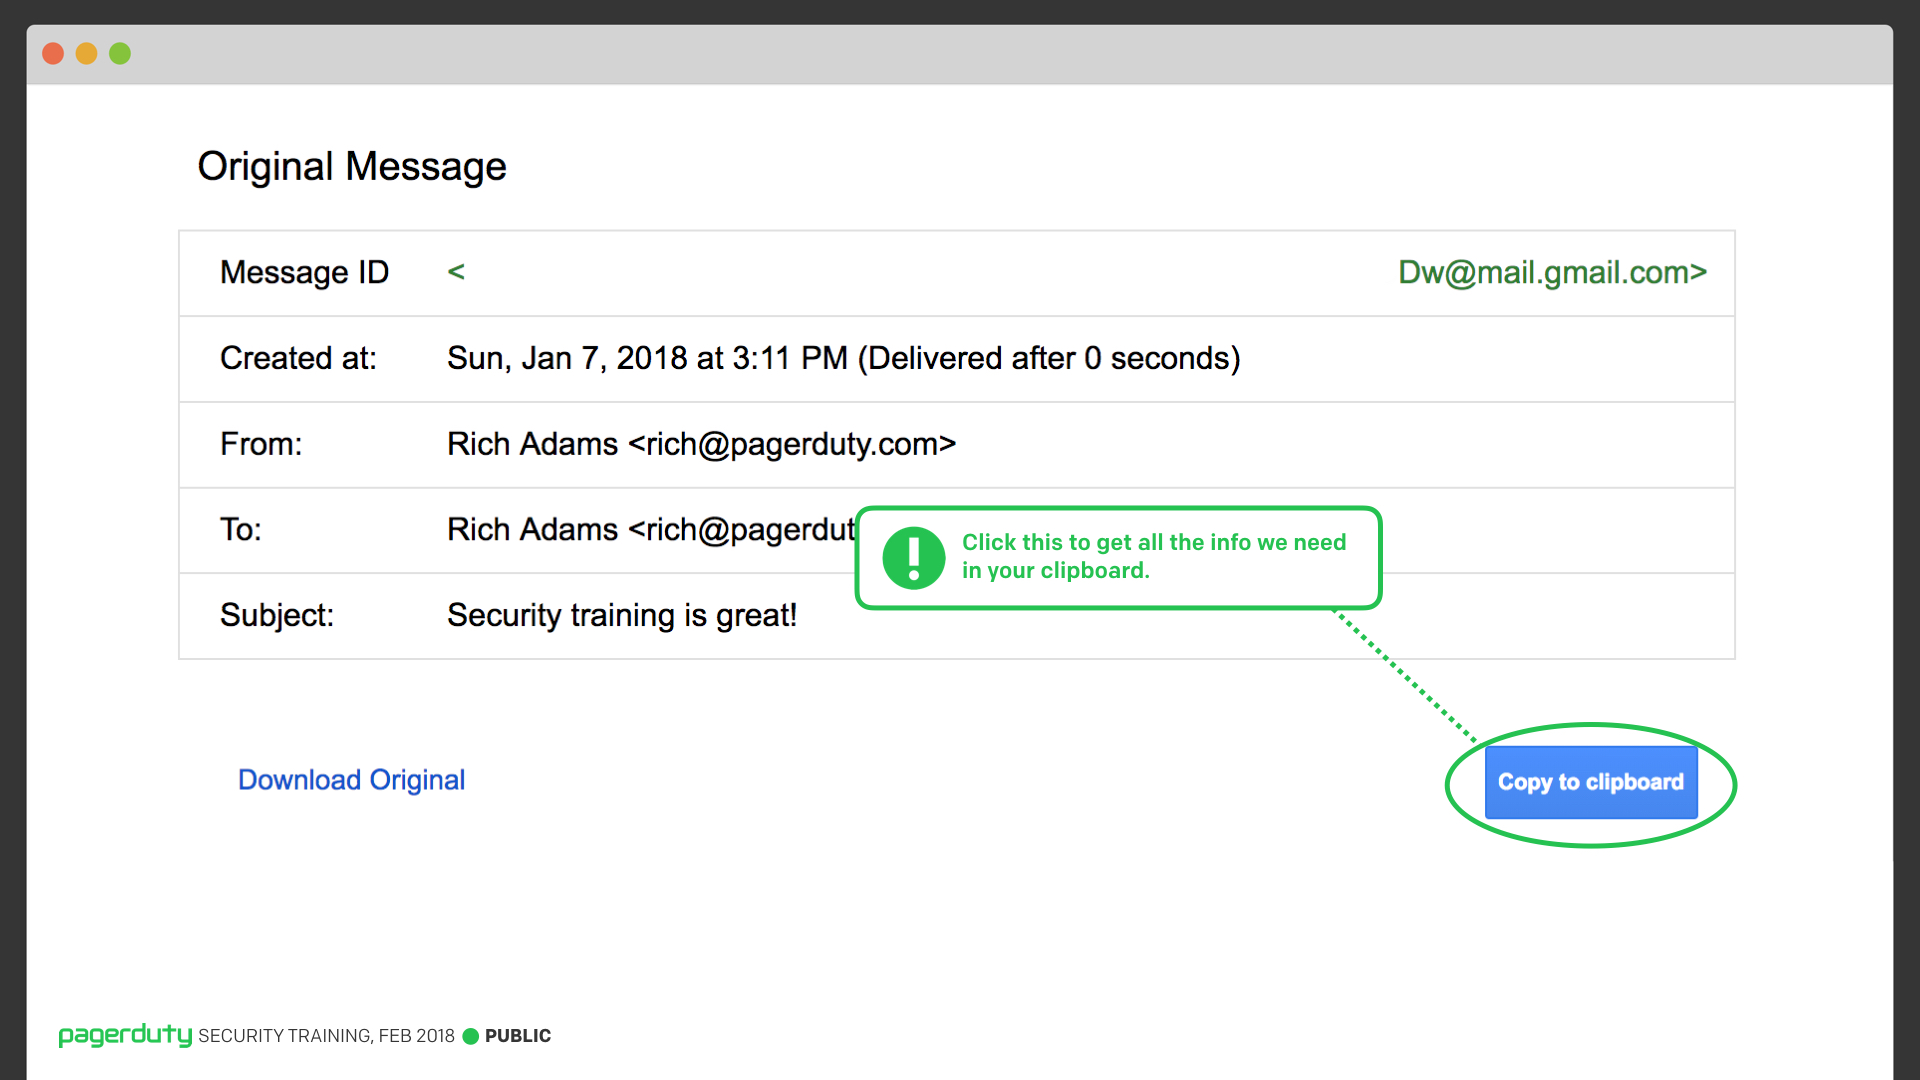 Original Message
Message ID < Dw@mail.gmail.com>
Created at: Sun, Jan 7, 2018 at 3:11 PM (Delivered after 0 seconds)
From: Rich Adams <rich@pagerduty.com>
To: Rich Adams <rich@pagerdut
Click this to get all the info we need
in your clipboard.
Subject: Security training is great!
Download Original
Copy to clipboard
pagerduty SECURITY TRAINING, FEB 2018 PUBLIC